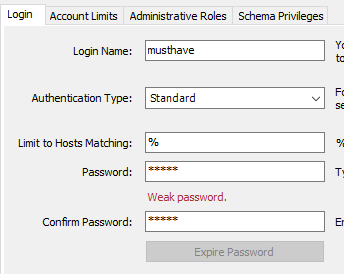 Login Account Limits Administrative Roles Schema Privileges
Login Name: musthave Yo
to
Authentication Type: Standard Fo
se
Limit to Hosts Matching: % %
Password: ***** Ty
Weak password.
Confirm Password: ***** En
Expire Password